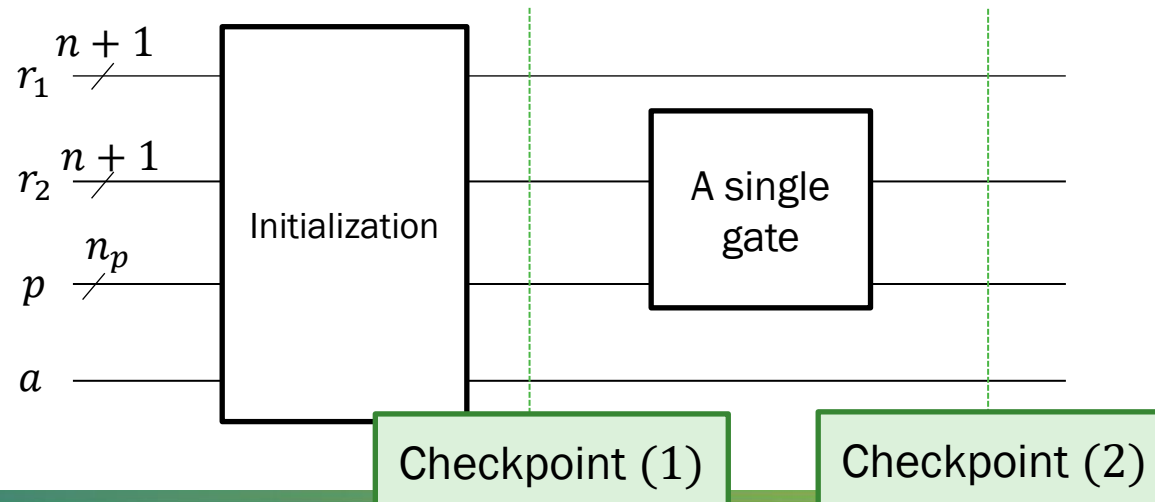 n + 1
r₁
n + 1
r₂
nₚ
p
a
Initialization
A single
gate
Checkpoint (1)
Checkpoint (2)